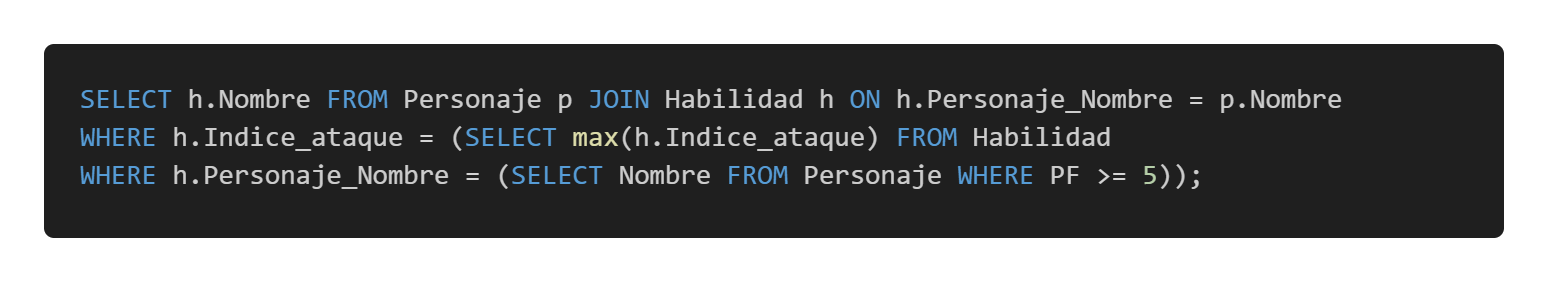 SELECT h.Nombre FROM Personaje p JOIN Habilidad h ON h.Personaje_Nombre = p.Nombre
WHERE h.Indice_ataque = (SELECT max(h.Indice_ataque) FROM Habilidad
WHERE h.Personaje_Nombre = (SELECT Nombre FROM Personaje WHERE PF >= 5));